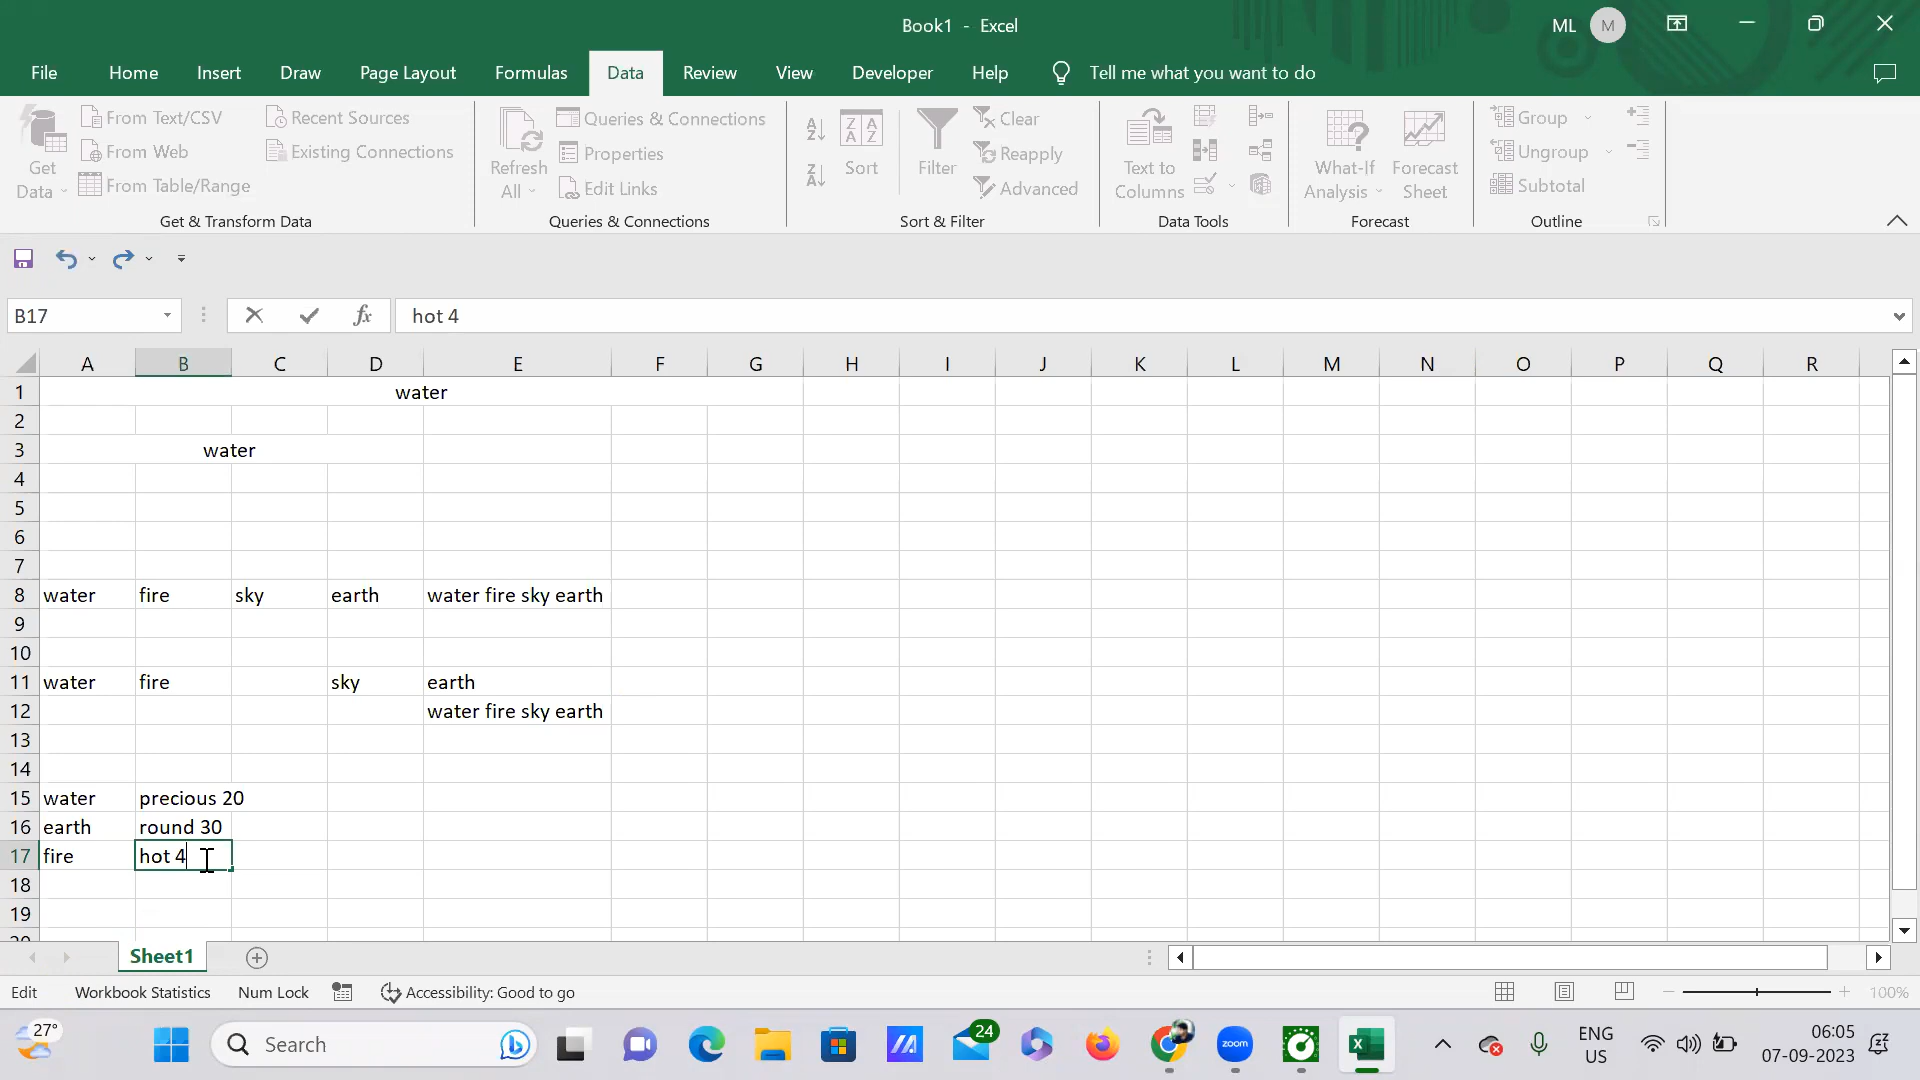 Book1 - Excel
ML M
File Home Insert Draw Page Layout Formulas Data Review View Developer Help Tell me what you want to do
Get Data
From Text/CSV
From Web
From Table/Range
Recent Sources
Existing Connections
Get & Transform Data
Refresh All
Queries & Connections
Properties
Edit Links
Queries & Connections
Sort
Filter
Clear
Reapply
Advanced
Sort & Filter
Text to Columns
Data Tools
What-If Analysis
Forecast Sheet
Forecast
Group
Ungroup
Subtotal
Outline
B17 fx hot 4
A B C D E F G H I J K L M N O P Q R
1 water
2
3 water
4
5
6
7
8 water fire sky earth water fire sky earth
9
10
11 water fire sky earth
12 water fire sky earth
13
14
15 water precious 20
16 earth round 30
17 fire hot 4
18
19
20
Sheet1
Edit Workbook Statistics Num Lock Accessibility: Good to go 100%
27° Search 24 zoom ENG US 06:05 07-09-2023